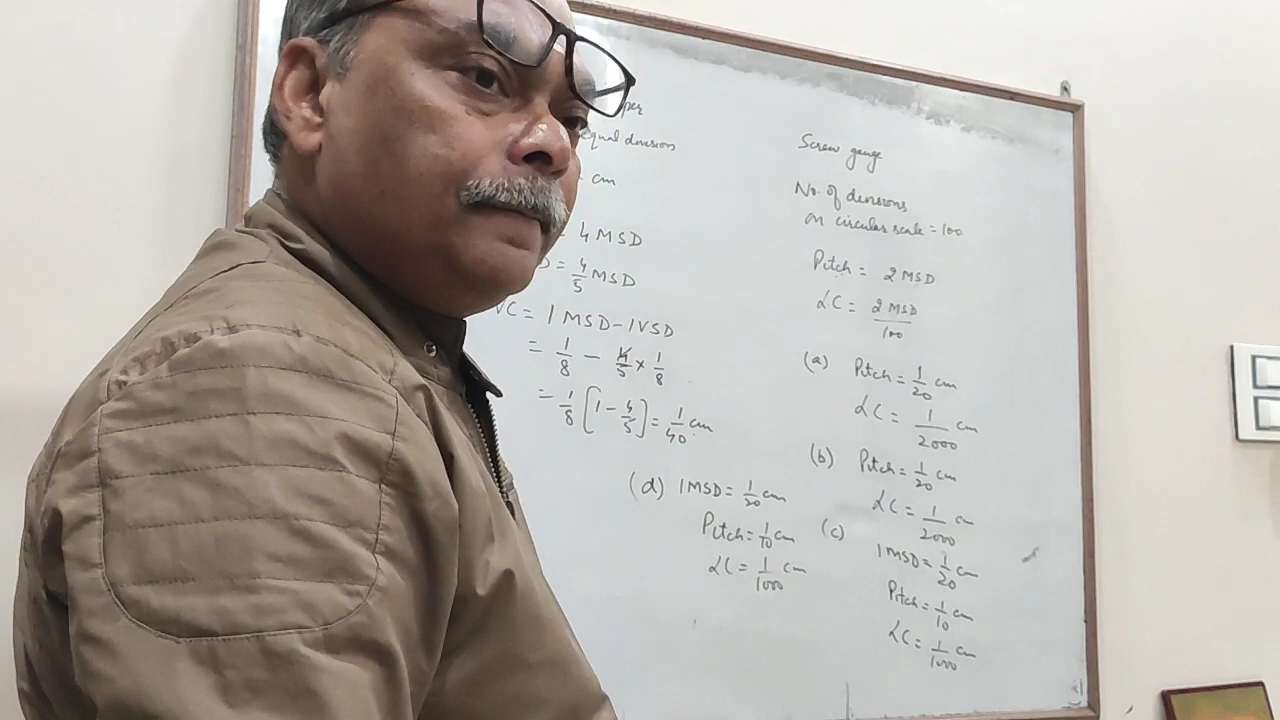 per
equal divisions
cm
= 4 MSD
D = 4/5 MSD
VC = 1 MSD - 1 VSD
= 1/8 - 4/5 × 1/8
= 1/8 [1 - 4/5] = 1/40 cm
(d) 1 MSD = 1/20 cm
Pitch = 1/10 cm
LC = 1/1000 cm
Screw gauge
No. of divisions
on circular scale = 100
Pitch = 2 MSD
LC = 2 MSD/100
(a) Pitch = 1/20 cm
LC = 1/2000 cm
(b) Pitch = 1/20 cm
LC = 1/2000 cm
(c)
1 MSD = 1/20 cm
Pitch = 1/10 cm
LC = 1/1000 cm